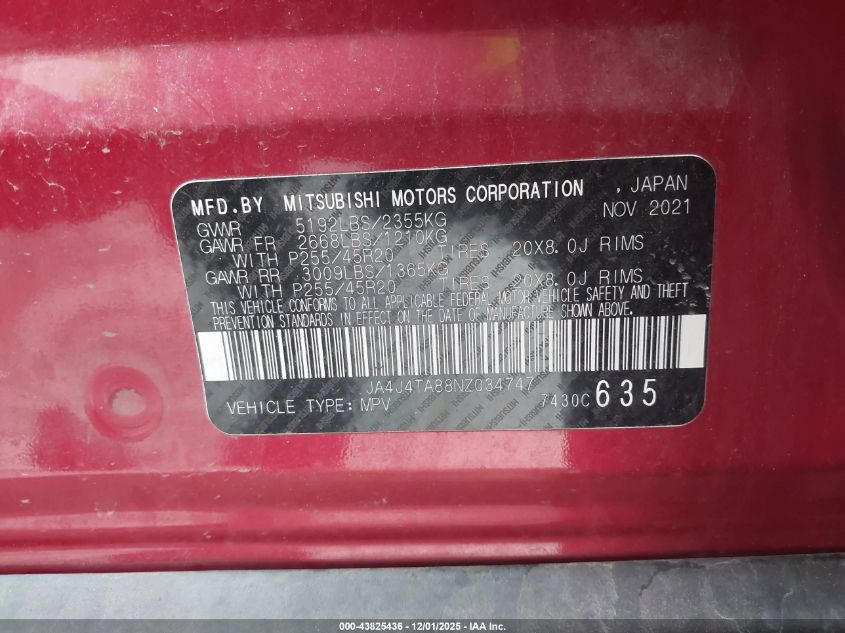 MFD.BY MITSUBISHI MOTORS CORPORATION , JAPAN
GVWR 5192LBS/2355KG NOV 2021
GAWR FR 2668LBS/1210KG
WITH P255/45R20 TIRES 20X8.0J RIMS
GAWR RR 3009LBS/1365KG
WITH P255/45R20 TIRES 20X8.0J RIMS
THIS VEHICLE CONFORMS TO ALL APPLICABLE FEDERAL MOTOR VEHICLE SAFETY AND THEFT
PREVENTION STANDARDS IN EFFECT ON THE DATE OF MANUFACTURE SHOWN ABOVE.
JA4J4TA88NZ034747
VEHICLE TYPE: MPV 7430C 635
000-43825436 - 12/01/2025 - IAA Inc.